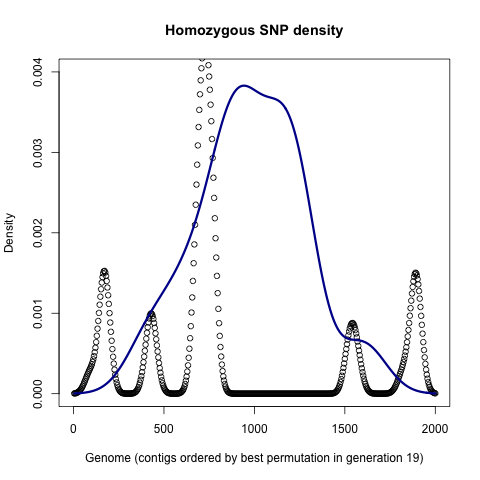 Homozygous SNP density
Density
0.004
0.003
0.002
0.001
0.000
0 500 1000 1500 2000
Genome (contigs ordered by best permutation in generation 19)